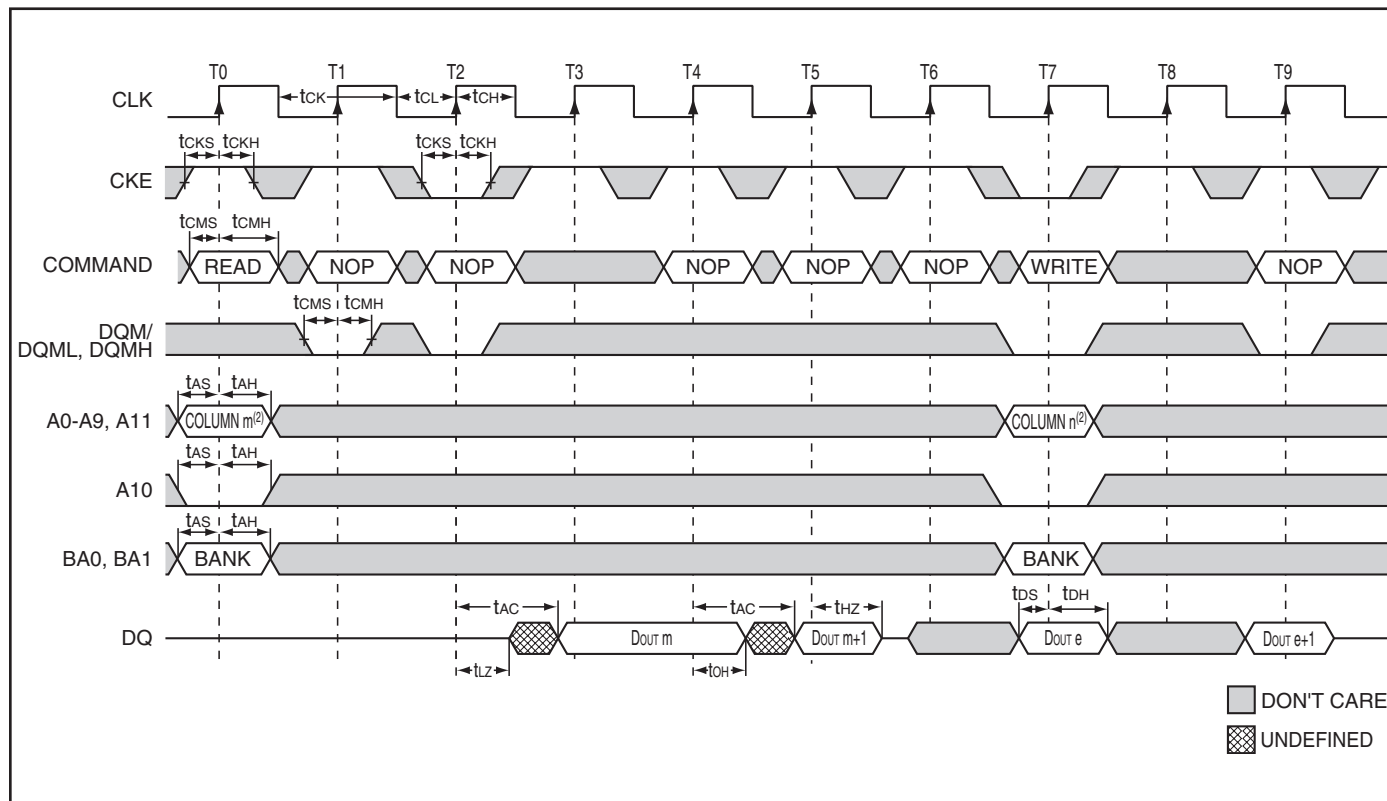 T0 T1 T2 T3 T4 T5 T6 T7 T8 T9
CLK tCK tCL tCH
tCKS tCKH tCKS tCKH
CKE
tCMS tCMH
COMMAND READ NOP NOP NOP NOP NOP WRITE NOP
tCMS tCMH
DQM/
DQML, DQMH
tAS tAH
A0-A9, A11 COLUMN m(2) COLUMN n(2)
tAS tAH
A10
tAS tAH
BA0, BA1 BANK BANK
tAC tAC tHZ tDS tDH
DQ DOUT m DOUT m+1 DOUT e DOUT e+1
tLZ tOH
DON'T CARE
UNDEFINED